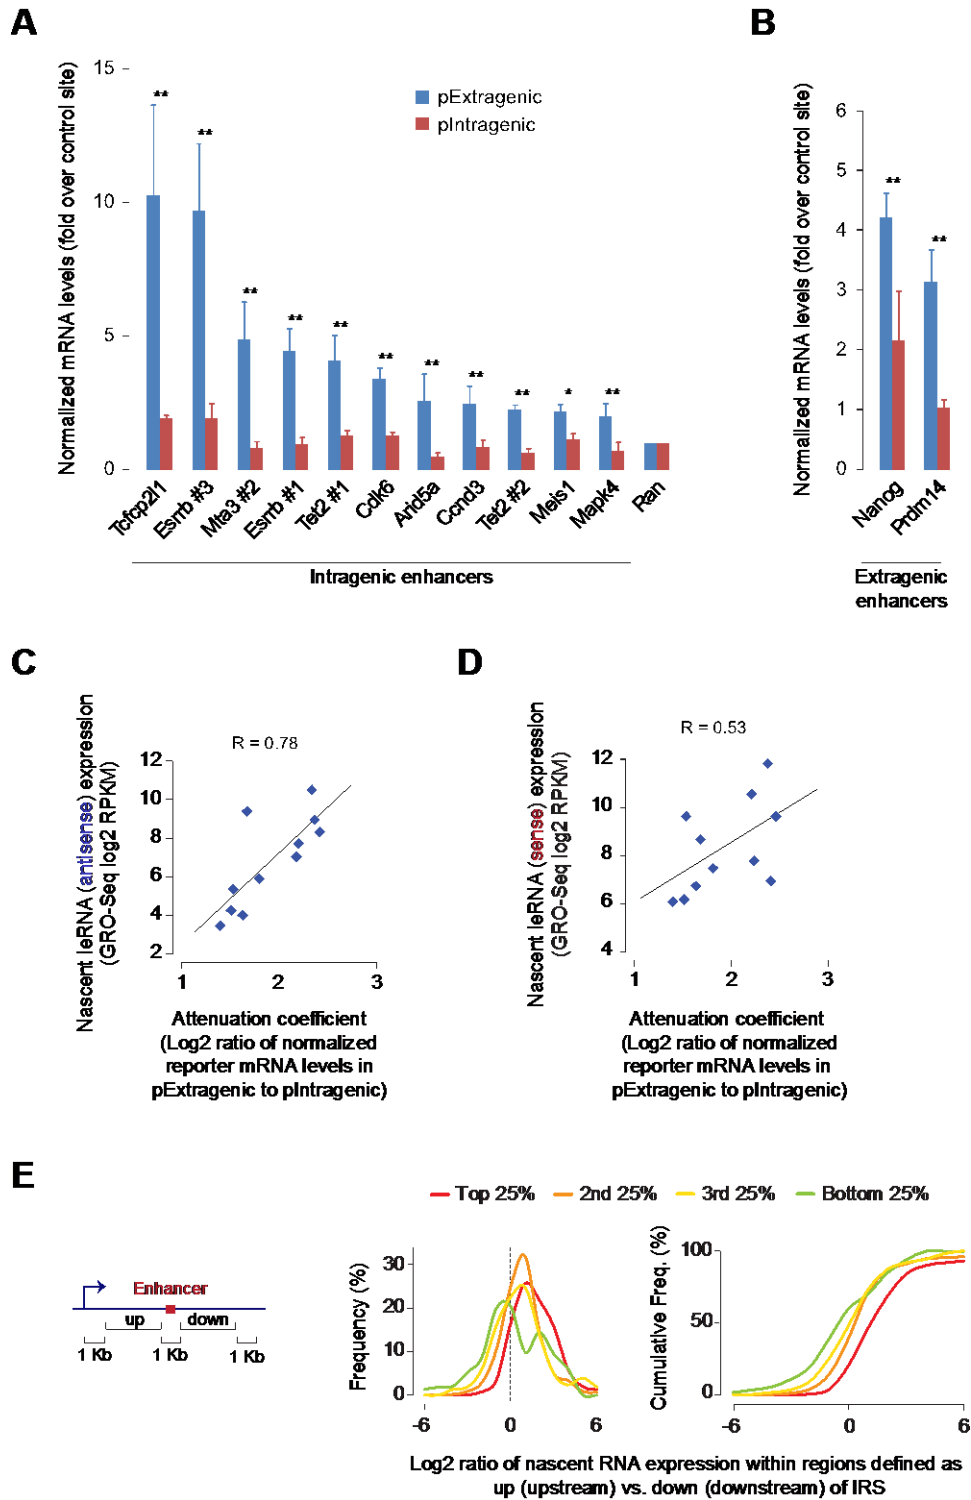 A
Normalized mRNA levels (fold over control site)
15
10
5
0
pExtragenic
pIntragenic
**
**
**
**
**
**
**
**
**
*
**
Tcfcp2l1
Esrrb #3
Mta3 #2
Esrrb #1
Tet2 #1
Cdk6
Arid5a
Ccnd3
Tet2 #2
Meis1
Mapk4
Ran
Intragenic enhancers
B
Normalized mRNA levels (fold over control site)
6
5
4
3
2
1
0
**
**
Nanog
Prdm14
Extragenic
enhancers
C
Nascent leRNA (antisense) expression
(GRO-Seq log2 RPKM)
R = 0.78
12
10
8
6
4
2
1
2
3
Attenuation coefficient
(Log2 ratio of normalized
reporter mRNA levels in
pExtragenic to pIntragenic)
D
Nascent leRNA (sense) expression
(GRO-Seq log2 RPKM)
R = 0.53
12
10
8
6
4
1
2
3
Attenuation coefficient
(Log2 ratio of normalized
reporter mRNA levels in
pExtragenic to pIntragenic)
E
Enhancer
up
down
1 Kb
1 Kb
1 Kb
Top 25%
2nd 25%
3rd 25%
Bottom 25%
Frequency (%)
30
20
10
0
-6
0
6
Cumulative Freq. (%)
100
50
0
-6
0
6
Log2 ratio of nascent RNA expression within regions defined as
up (upstream) vs. down (downstream) of IRS